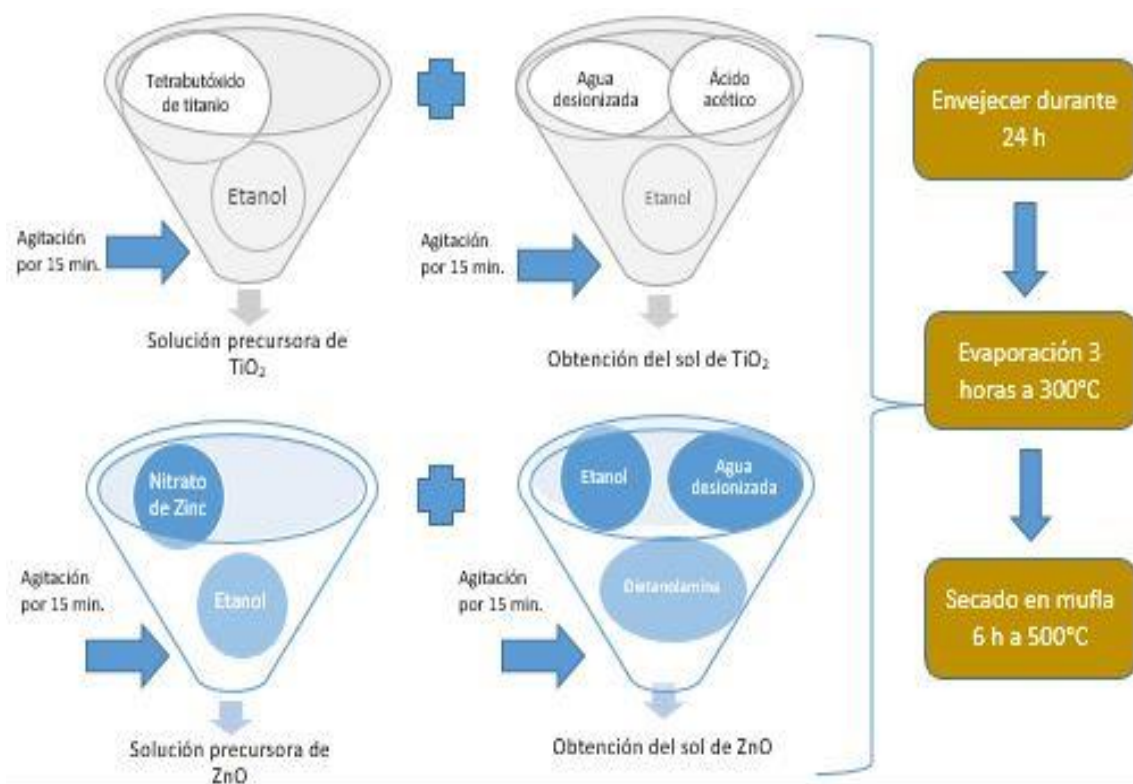 Tetrabutóxido
de titanio
Etanol
Agitación
por 15 min.
Solución precursora de
TiO₂
Agua
desionizada
Ácido
acético
Etanol
Agitación
por 15 min.
Obtención del sol de TiO₂
Nitrato
de Zinc
Etanol
Agitación
por 15 min.
Solución precursora de
ZnO
Etanol
Agua
desionizada
Dietanolamina
Agitación
por 15 min.
Obtención del sol de ZnO
Envejecer durante
24 h
Evaporación 3
horas a 300°C
Secado en mufla
6 h a 500°C